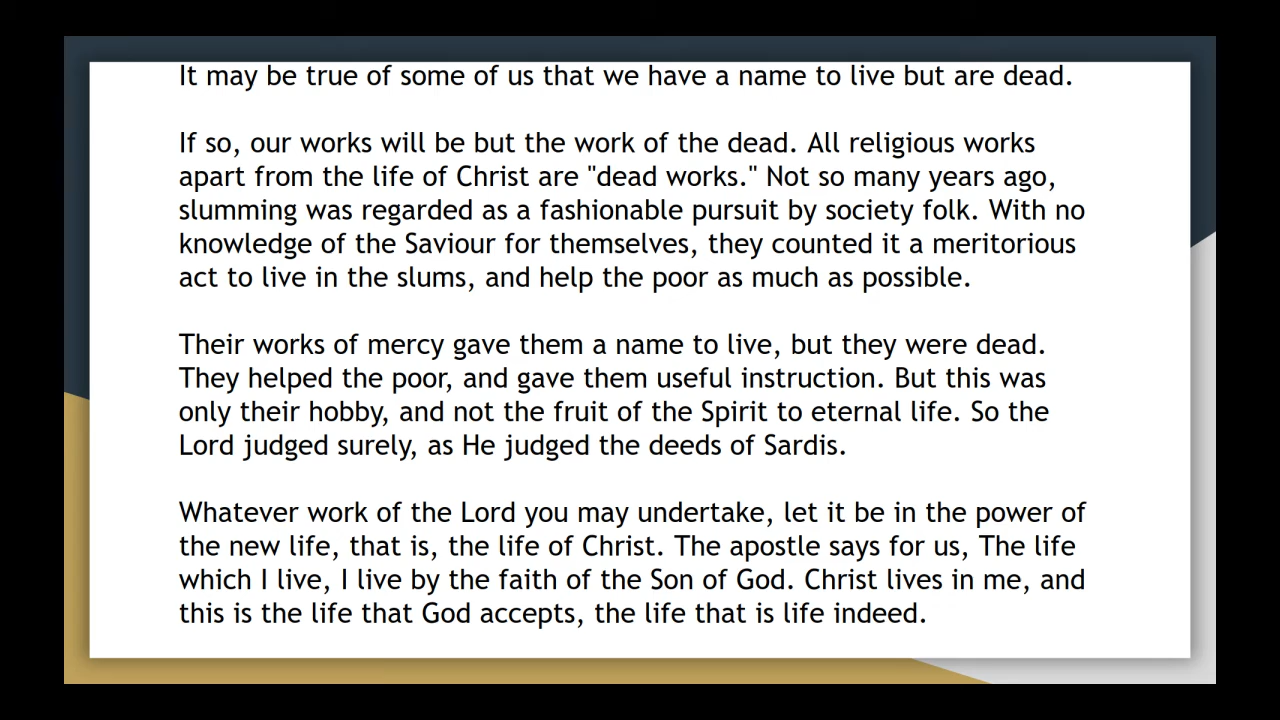 It may be true of some of us that we have a name to live but are dead.
If so, our works will be but the work of the dead. All religious works
apart from the life of Christ are "dead works." Not so many years ago,
slumming was regarded as a fashionable pursuit by society folk. With no
knowledge of the Saviour for themselves, they counted it a meritorious
act to live in the slums, and help the poor as much as possible.
Their works of mercy gave them a name to live, but they were dead.
They helped the poor, and gave them useful instruction. But this was
only their hobby, and not the fruit of the Spirit to eternal life. So the
Lord judged surely, as He judged the deeds of Sardis.
Whatever work of the Lord you may undertake, let it be in the power of
the new life, that is, the life of Christ. The apostle says for us, The life
which I live, I live by the faith of the Son of God. Christ lives in me, and
this is the life that God accepts, the life that is life indeed.